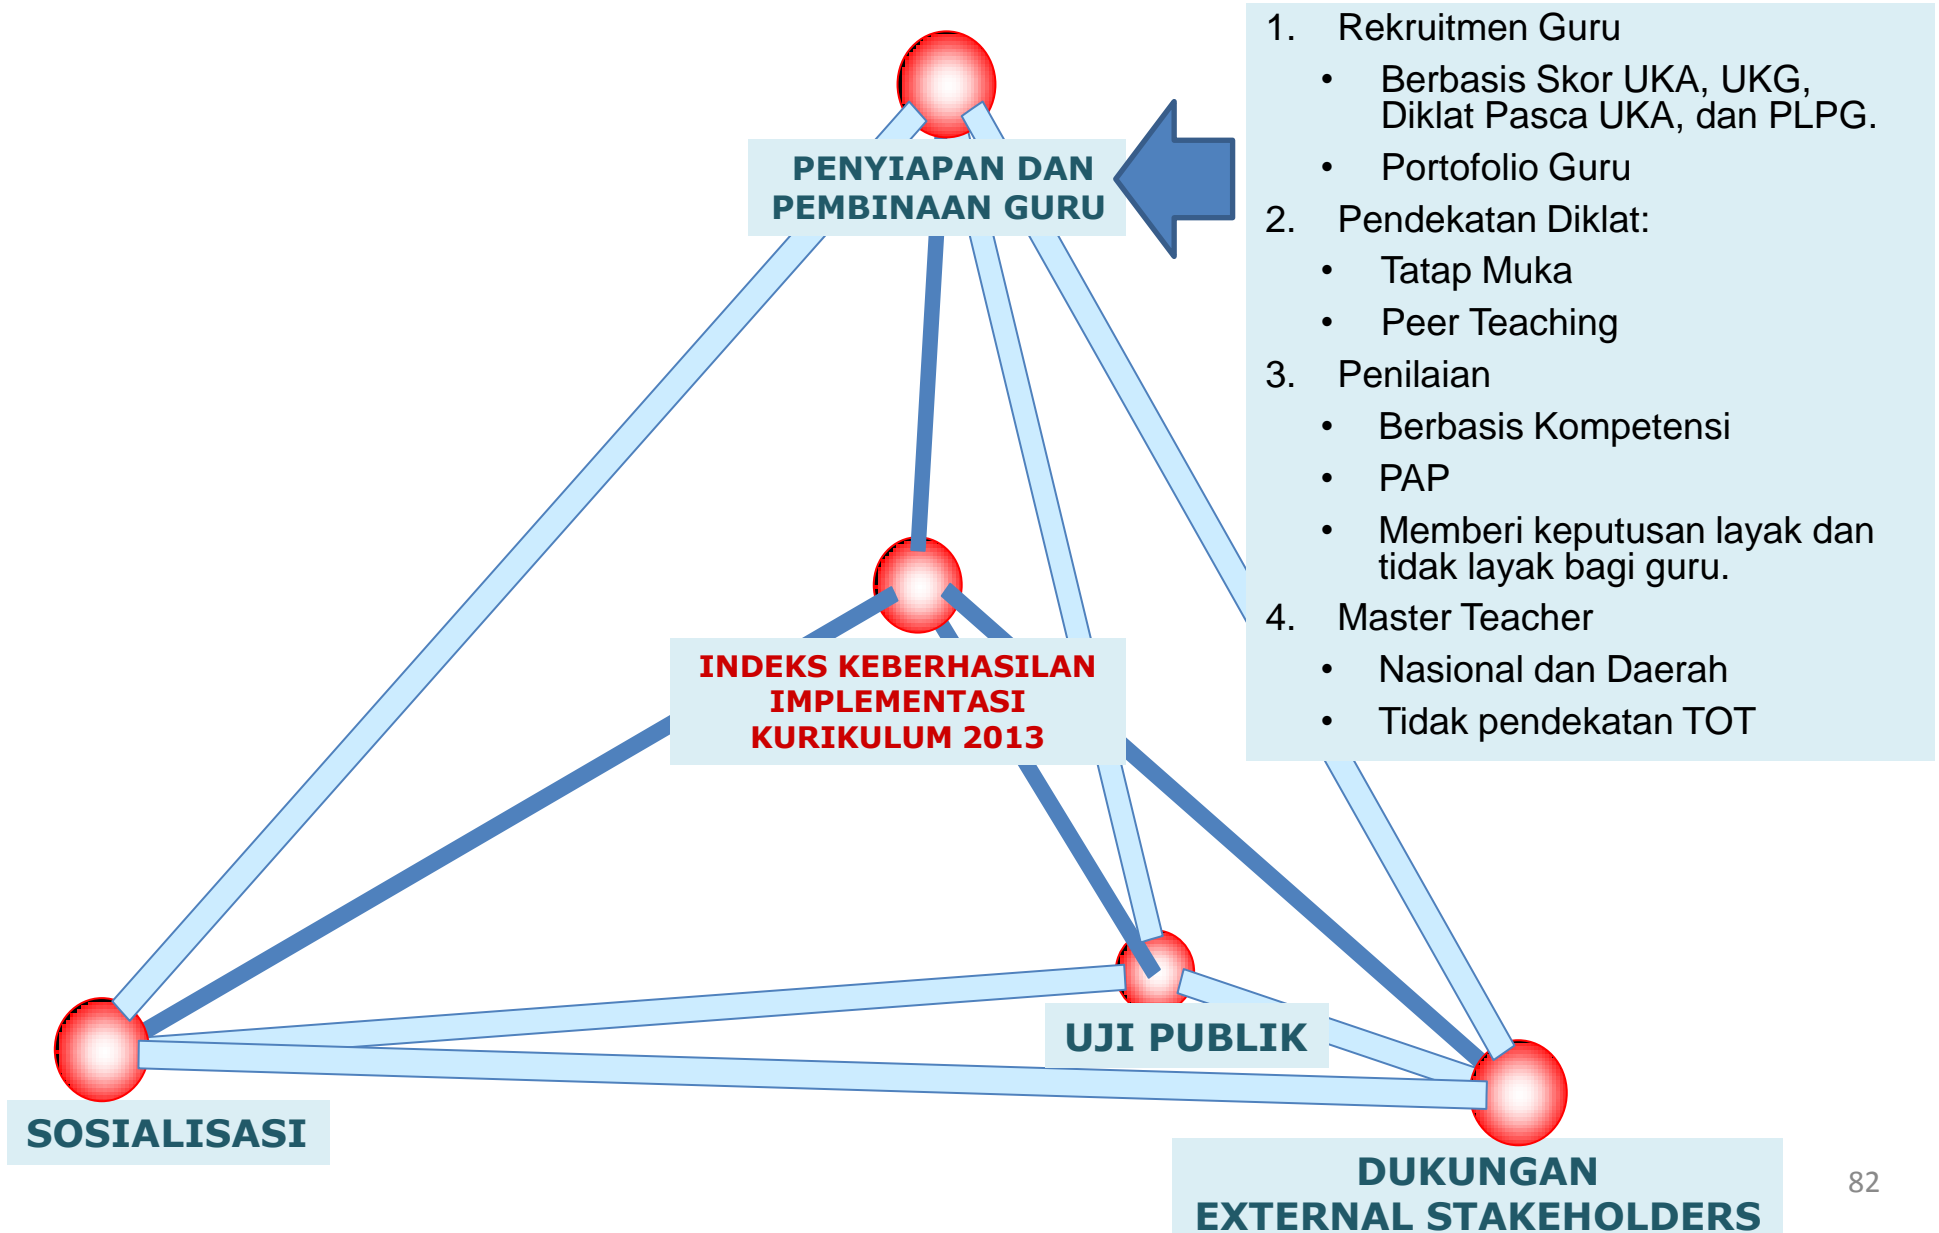 1. Rekruitmen Guru
• Berbasis Skor UKA, UKG,
Diklat Pasca UKA, dan PLPG.
• Portofolio Guru
2. Pendekatan Diklat:
• Tatap Muka
• Peer Teaching
3. Penilaian
• Berbasis Kompetensi
• PAP
• Memberi keputusan layak dan
tidak layak bagi guru.
4. Master Teacher
• Nasional dan Daerah
• Tidak pendekatan TOT
PENYIAPAN DAN
PEMBINAAN GURU
INDEKS KEBERHASILAN
IMPLEMENTASI
KURIKULUM 2013
UJI PUBLIK
SOSIALISASI
DUKUNGAN
EXTERNAL STAKEHOLDERS
82